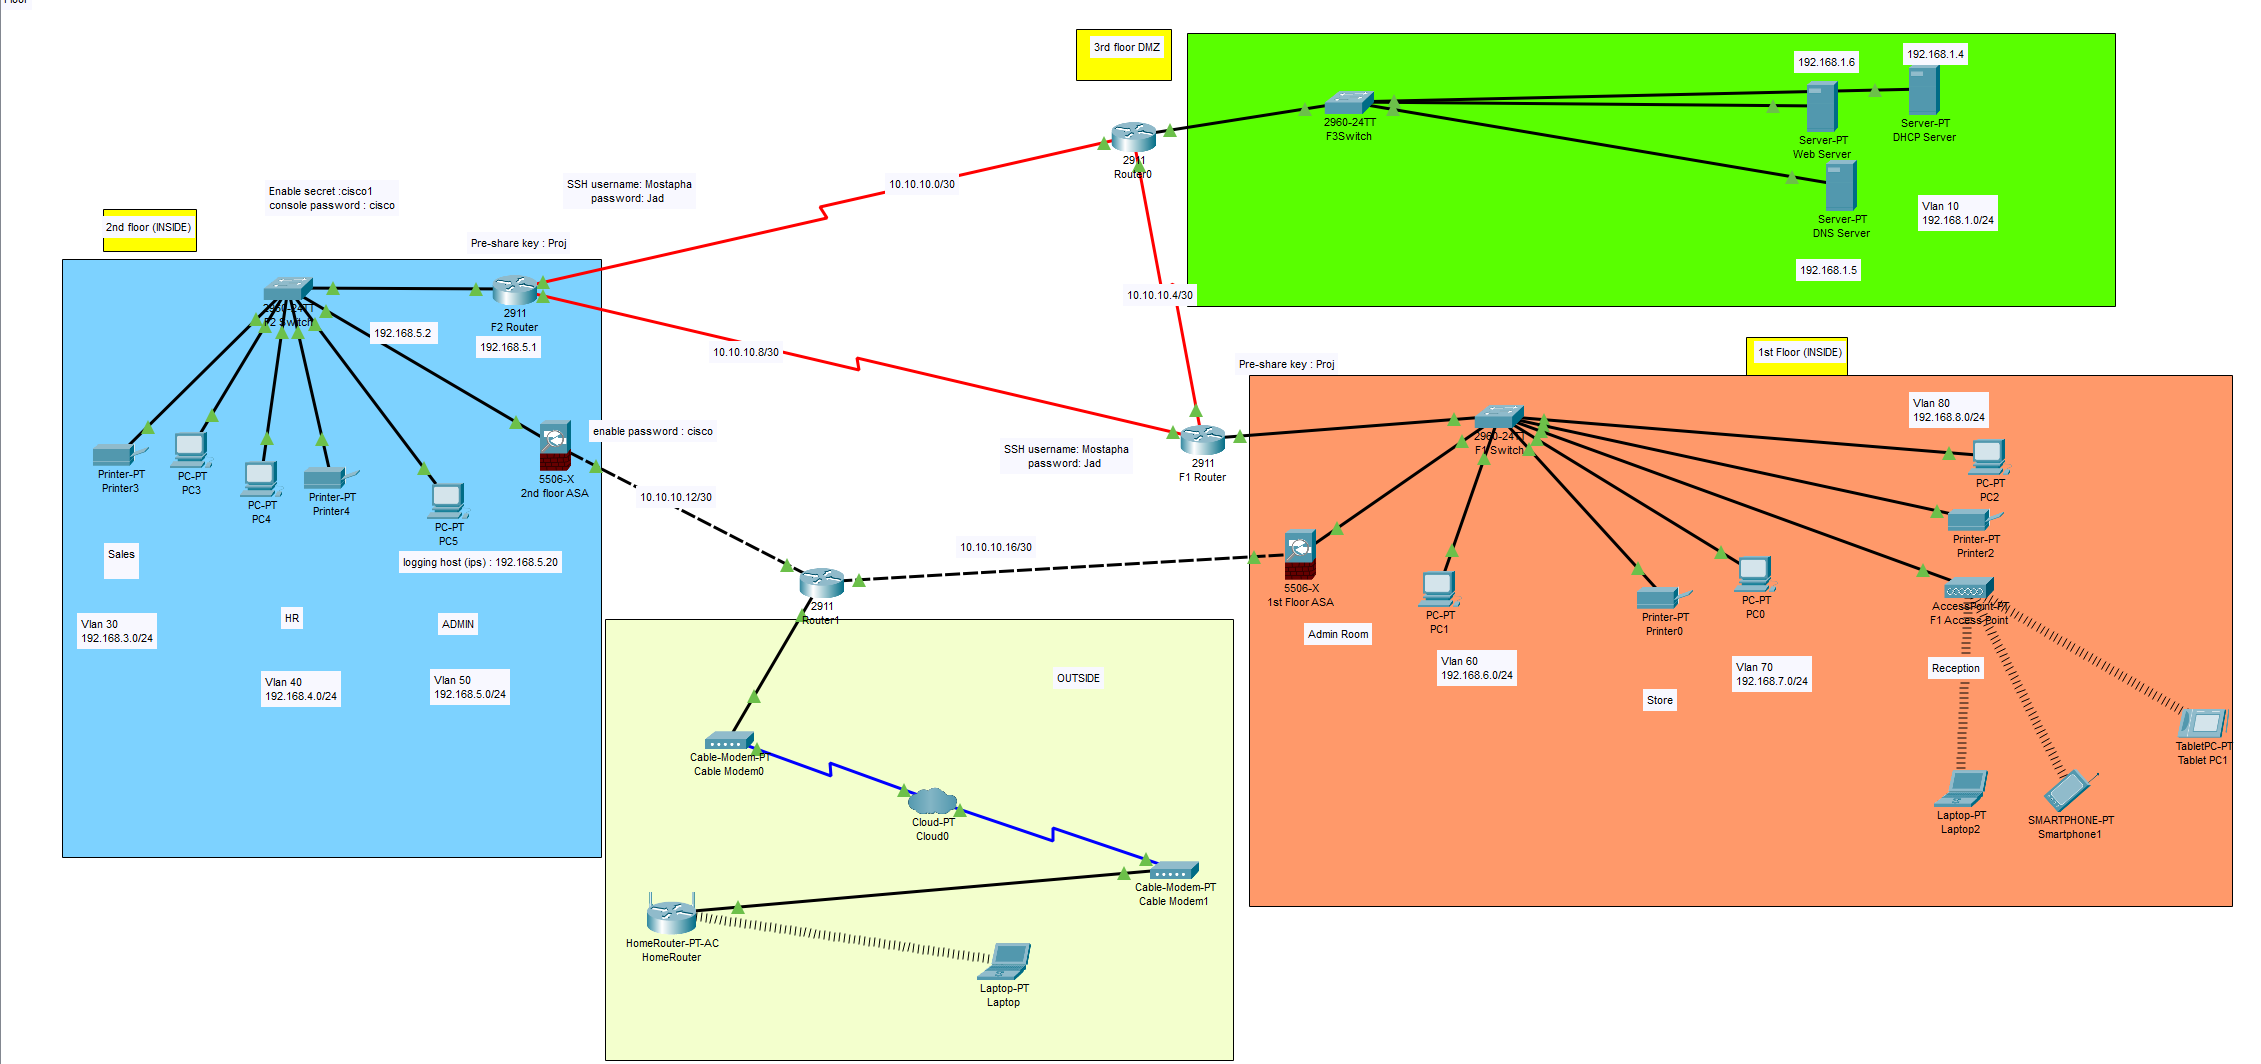 3rd floor DMZ
192.168.1.6
192.168.1.4
2960-24TT
F3Switch
Server-PT
Web Server
Server-PT
DHCP Server
Server-PT
DNS Server
192.168.1.5
Vlan 10
192.168.1.0/24
2911
Router0
10.10.10.0/30
10.10.10.4/30
10.10.10.8/30
Enable secret :cisco1
console password : cisco
SSH username: Mostapha
password: Jad
Pre-share key : Proj
2nd floor (INSIDE)
2960-24TT
F2 Switch
192.168.5.2
2911
F2 Router
192.168.5.1
Printer-PT
Printer3
PC-PT
PC3
PC-PT
PC4
Printer-PT
Printer4
PC-PT
PC5
5506-X
2nd floor ASA
enable password : cisco
logging host (ips) : 192.168.5.20
Sales
HR
ADMIN
Vlan 30
192.168.3.0/24
Vlan 40
192.168.4.0/24
Vlan 50
192.168.5.0/24
10.10.10.12/30
10.10.10.16/30
2911
Router1
1st Floor (INSIDE)
Pre-share key : Proj
SSH username: Mostapha
password: Jad
2911
F1 Router
2960-24TT
F1 Switch
Vlan 80
192.168.8.0/24
PC-PT
PC2
Printer-PT
Printer2
AccessPoint-PT
F1 Access Point
5506-X
1st Floor ASA
PC-PT
PC1
Printer-PT
Printer0
PC-PT
PC0
Admin Room
Vlan 60
192.168.6.0/24
Vlan 70
192.168.7.0/24
Store
Reception
TabletPC-PT
Tablet PC1
Laptop-PT
Laptop2
SMARTPHONE-PT
Smartphone1
OUTSIDE
Cable-Modem-PT
Cable Modem0
Cloud-PT
Cloud0
Cable-Modem-PT
Cable Modem1
HomeRouter-PT-AC
HomeRouter
Laptop-PT
Laptop